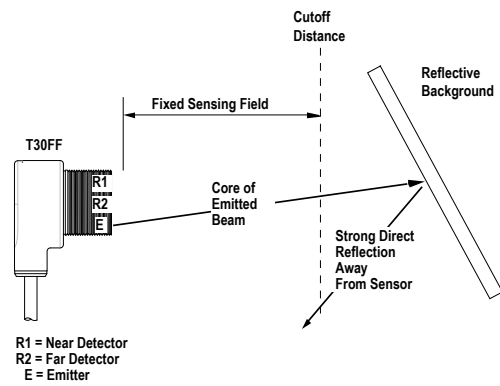 Cutoff
Distance
Reflective
Background
Fixed Sensing Field
T30FF
R1
R2
E
Core of
Emitted
Beam
Strong Direct
Reflection
Away
From Sensor
R1 = Near Detector
R2 = Far Detector
E = Emitter